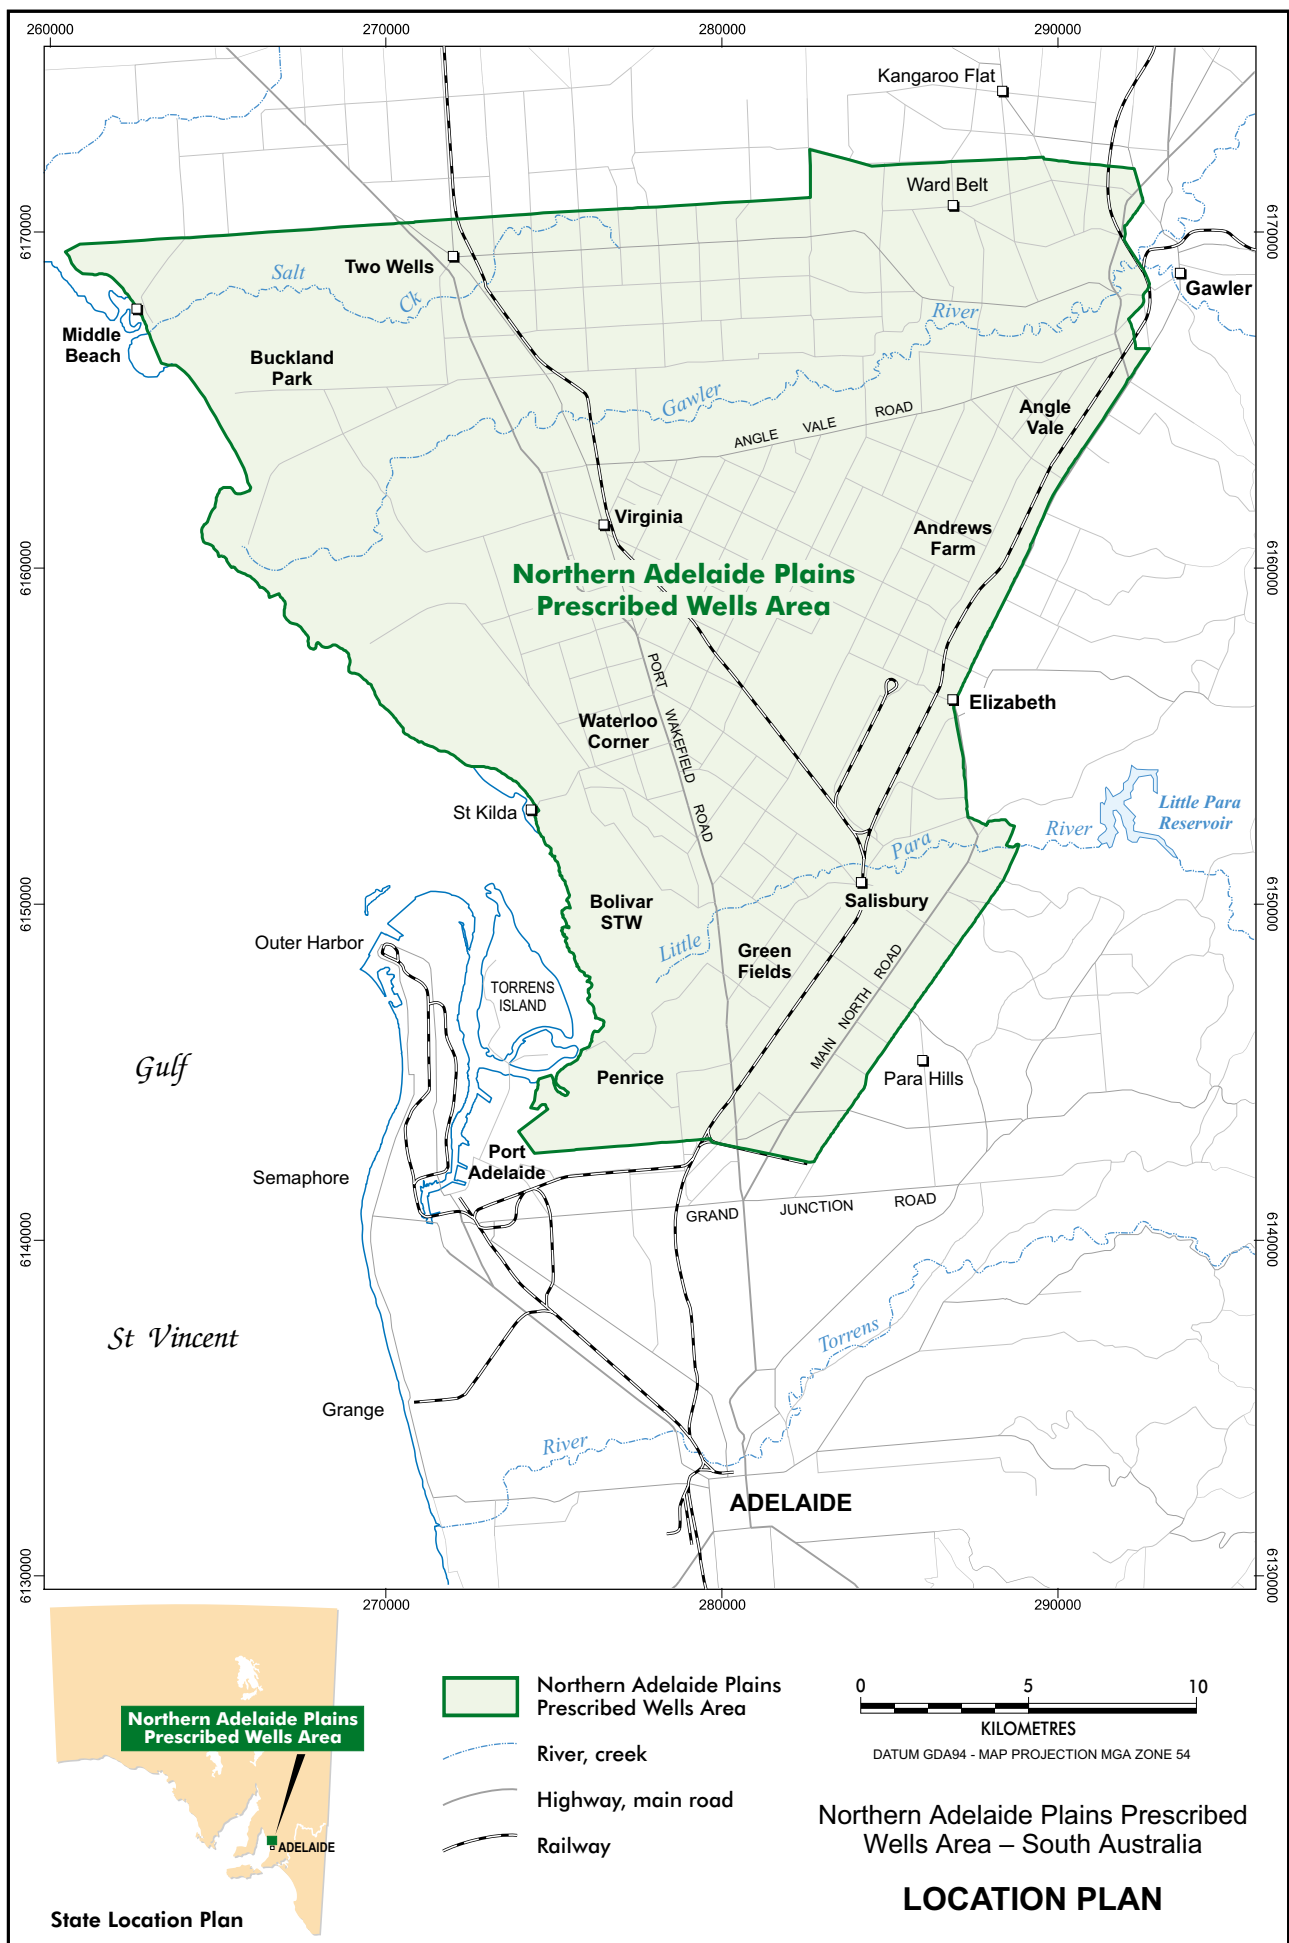 260000
270000
280000
290000
Kangaroo Flat
Ward Belt
6170000
6170000
Two Wells
Salt
Ck
Gawler
Middle
Beach
River
Buckland
Park
Gawler
ANGLE VALE ROAD
Angle
Vale
Virginia
Andrews
Farm
6160000
6160000
Northern Adelaide Plains
Prescribed Wells Area
PORT WAKEFIELD ROAD
Elizabeth
Waterloo
Corner
St Kilda
Little Para
Reservoir
River
Para
Little
Salisbury
Bolivar
STW
6150000
6150000
Outer Harbor
Green
Fields
TORRENS
ISLAND
MAIN NORTH ROAD
Gulf
Penrice
Para Hills
Port
Adelaide
Semaphore
GRAND JUNCTION ROAD
6140000
6140000
St Vincent
Torrens
Grange
River
ADELAIDE
6130000
6130000
270000
280000
290000
Northern Adelaide Plains
Prescribed Wells Area
ADELAIDE
State Location Plan
Northern Adelaide Plains
Prescribed Wells Area
River, creek
Highway, main road
Railway
0 5 10
KILOMETRES
DATUM GDA94 - MAP PROJECTION MGA ZONE 54
Northern Adelaide Plains Prescribed
Wells Area – South Australia
LOCATION PLAN